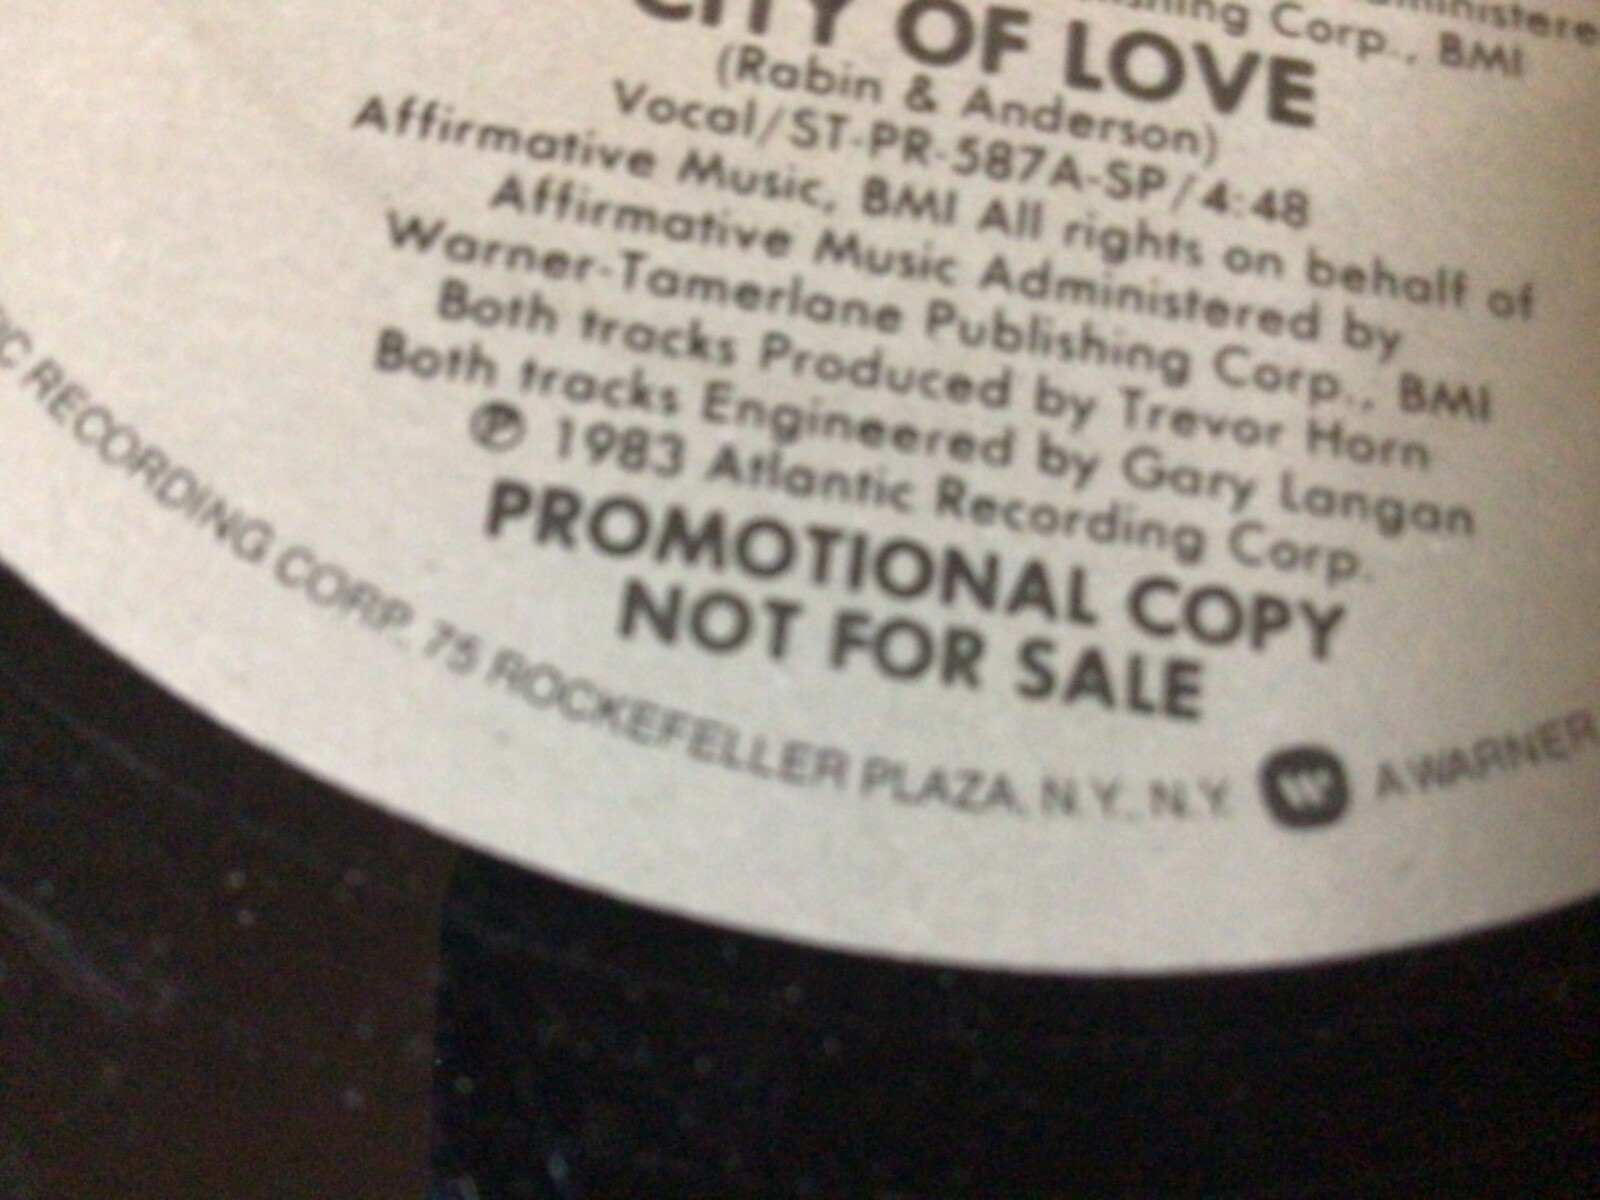 Corp., BMI
CITY OF LOVE
(Rabin & Anderson)
Vocal/ST-PR-587A-SP/4:48
Affirmative Music, BMI All rights on behalf of
Affirmative Music Administered by
Warner-Tamerlane Publishing Corp., BMI
Both tracks Produced by Trevor Horn
Both tracks Engineered by Gary Langan
℗ 1983 Atlantic Recording Corp.
PROMOTIONAL COPY
NOT FOR SALE
RECORDING CORP. 75 ROCKEFELLER PLAZA, N.Y., N.Y. W A WARNER